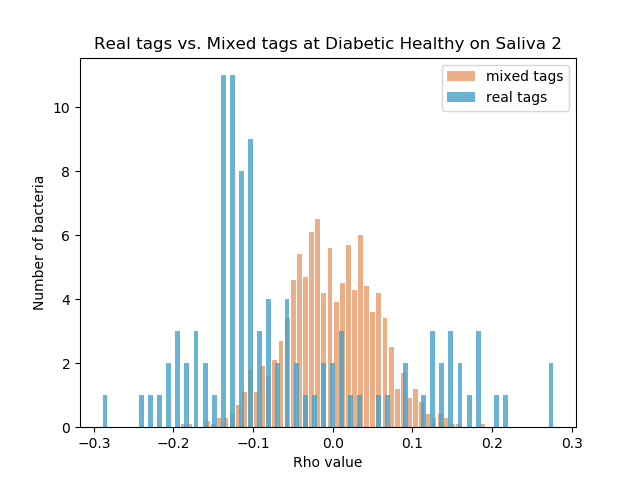 Real tags vs. Mixed tags at Diabetic Healthy on Saliva 2
mixed tags
real tags
10
8
6
4
2
0
Number of bacteria
−0.3 −0.2 −0.1 0.0 0.1 0.2 0.3
Rho value